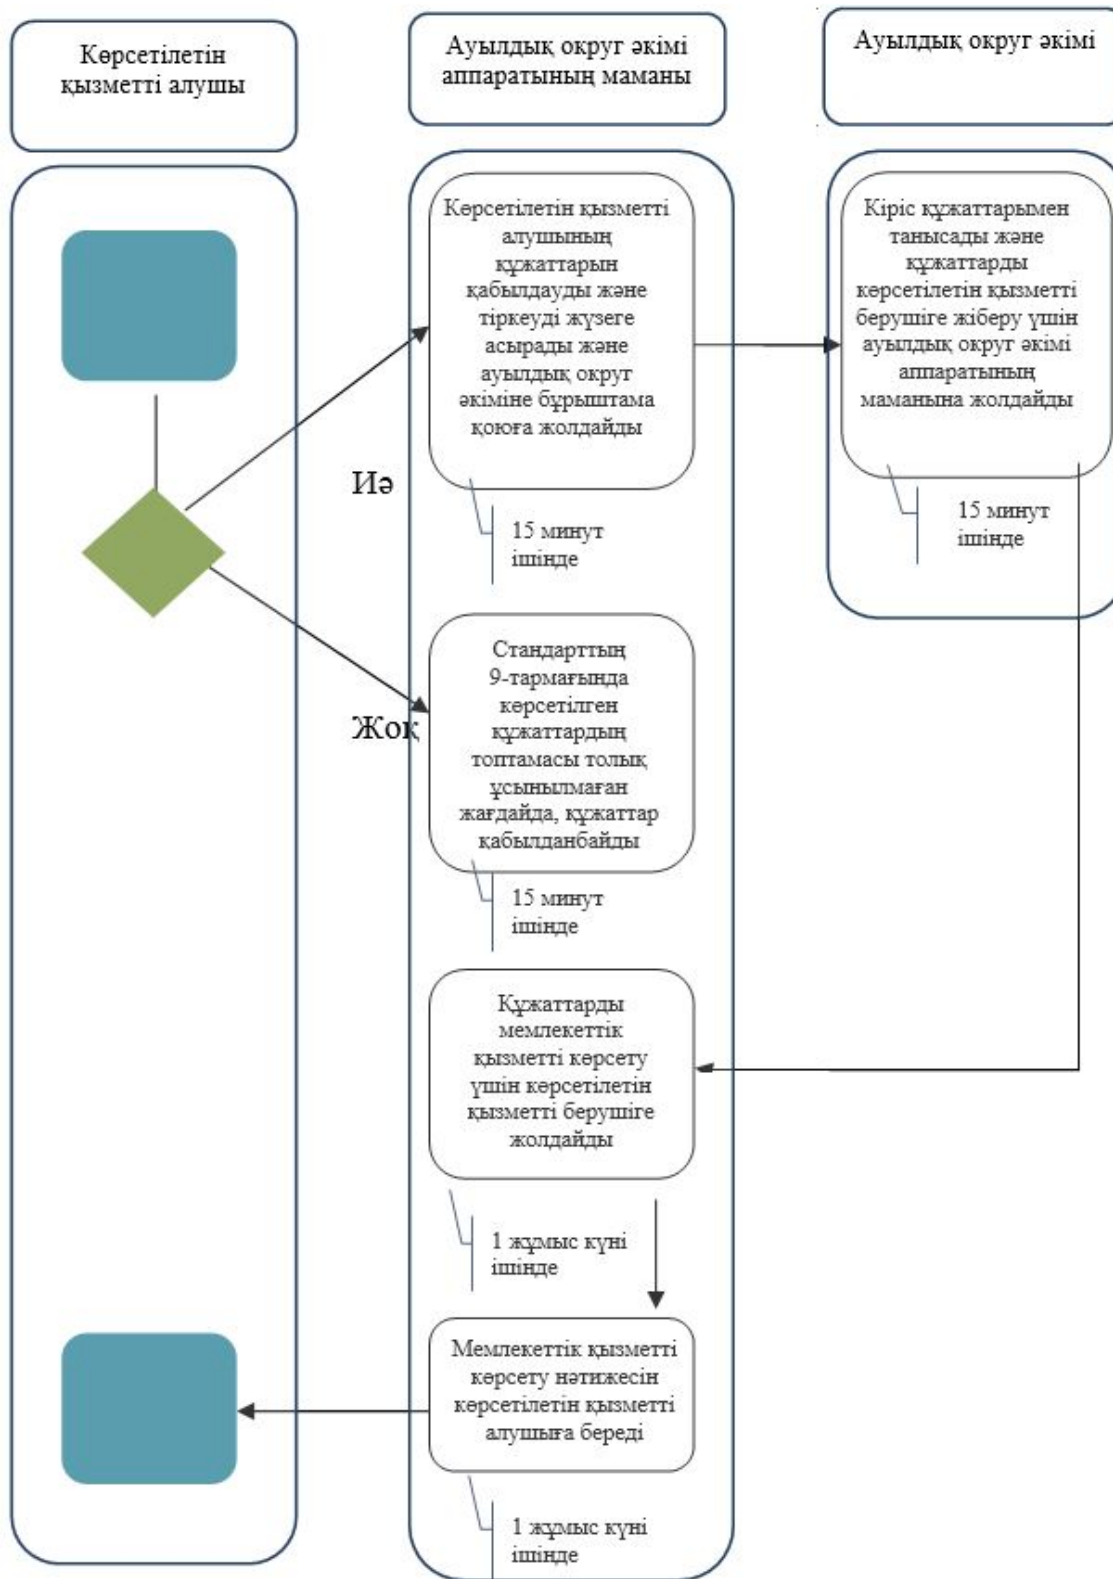 Көрсетілетін
қызметті алушы
Ауылдық округ әкімі
аппаратының маманы
Ауылдық округ әкімі
Көрсетілетін қызметті
алушының
құжаттарын
қабылдауды және
тіркеуді жүзеге
асырады және
ауылдық округ
әкіміне бұрыштама
қоюға жолдайды
Кіріс құжаттарымен
танысады және
құжаттарды
көрсетілетін қызметті
берушіге жіберу үшін
ауылдық округ әкімі
аппаратының
маманына жолдайды
Иә
15 минут
ішінде
15 минут
ішінде
Стандарттың
9-тармағында
көрсетілген
құжаттардың
топтамасы толық
ұсынылмаған
жағдайда, құжаттар
қабылданбайды
Жоқ
15 минут
ішінде
Құжаттарды
мемлекеттік
қызметті көрсету
үшін көрсетілетін
қызметті берушіге
жолдайды
1 жұмыс күні
ішінде
Мемлекеттік қызметті
көрсету нәтижесін
көрсетілетін қызметті
алушыға береді
1 жұмыс күні
ішінде